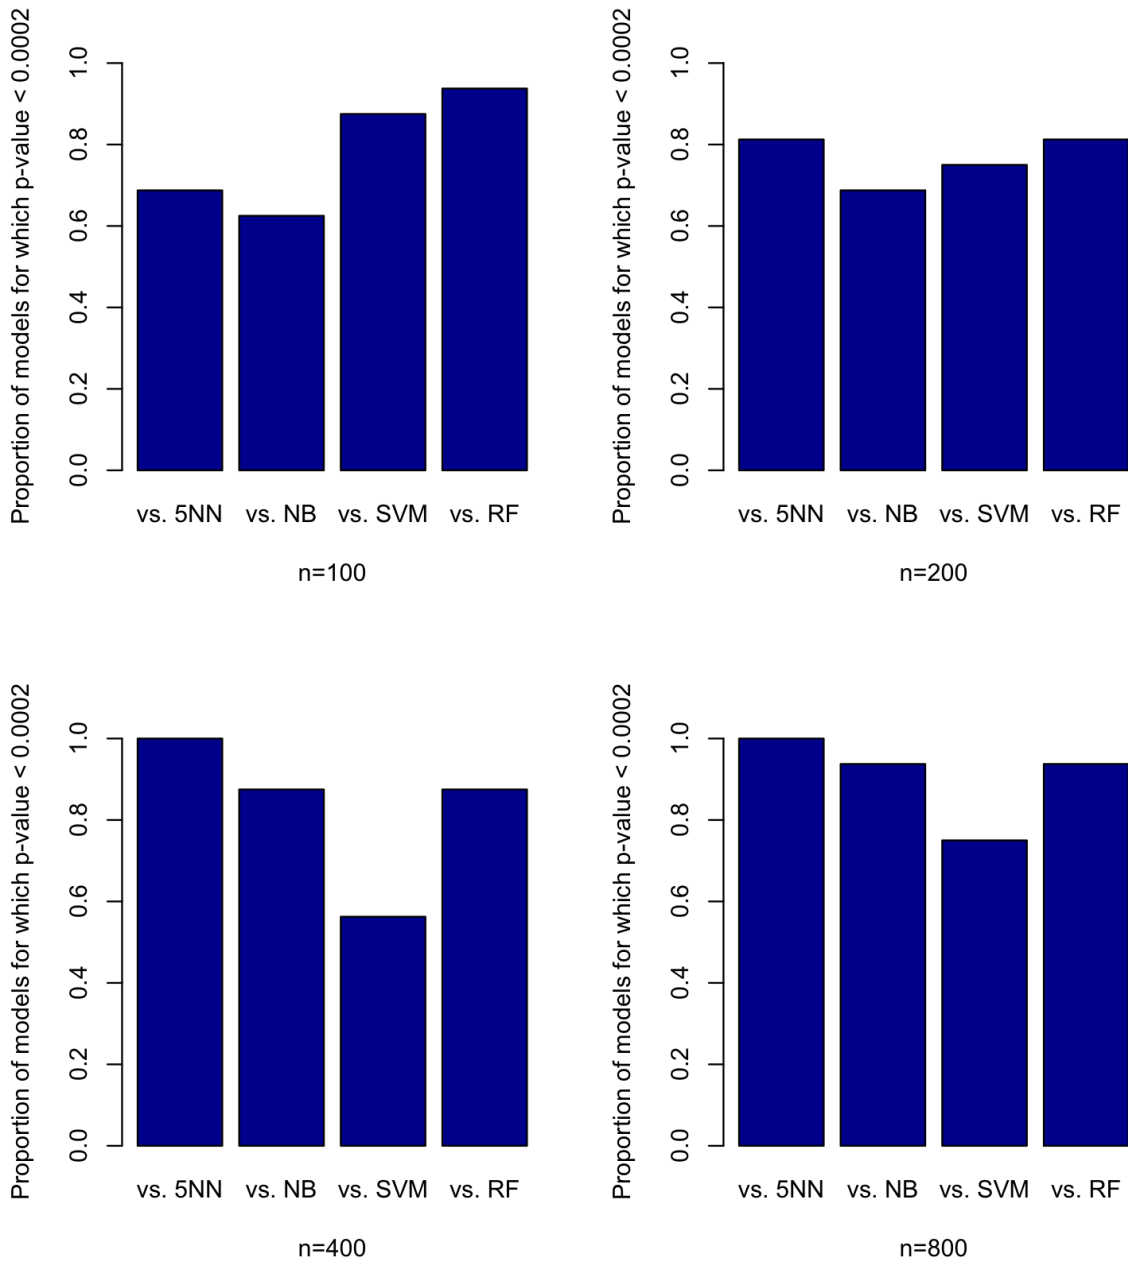 Proportion of models for which p-value < 0.0002
1.0
0.8
0.6
0.4
0.2
0.0
vs. 5NN vs. NB vs. SVM vs. RF
n=100
Proportion of models for which p-value < 0.0002
1.0
0.8
0.6
0.4
0.2
0.0
vs. 5NN vs. NB vs. SVM vs. RF
n=200
Proportion of models for which p-value < 0.0002
1.0
0.8
0.6
0.4
0.2
0.0
vs. 5NN vs. NB vs. SVM vs. RF
n=400
Proportion of models for which p-value < 0.0002
1.0
0.8
0.6
0.4
0.2
0.0
vs. 5NN vs. NB vs. SVM vs. RF
n=800